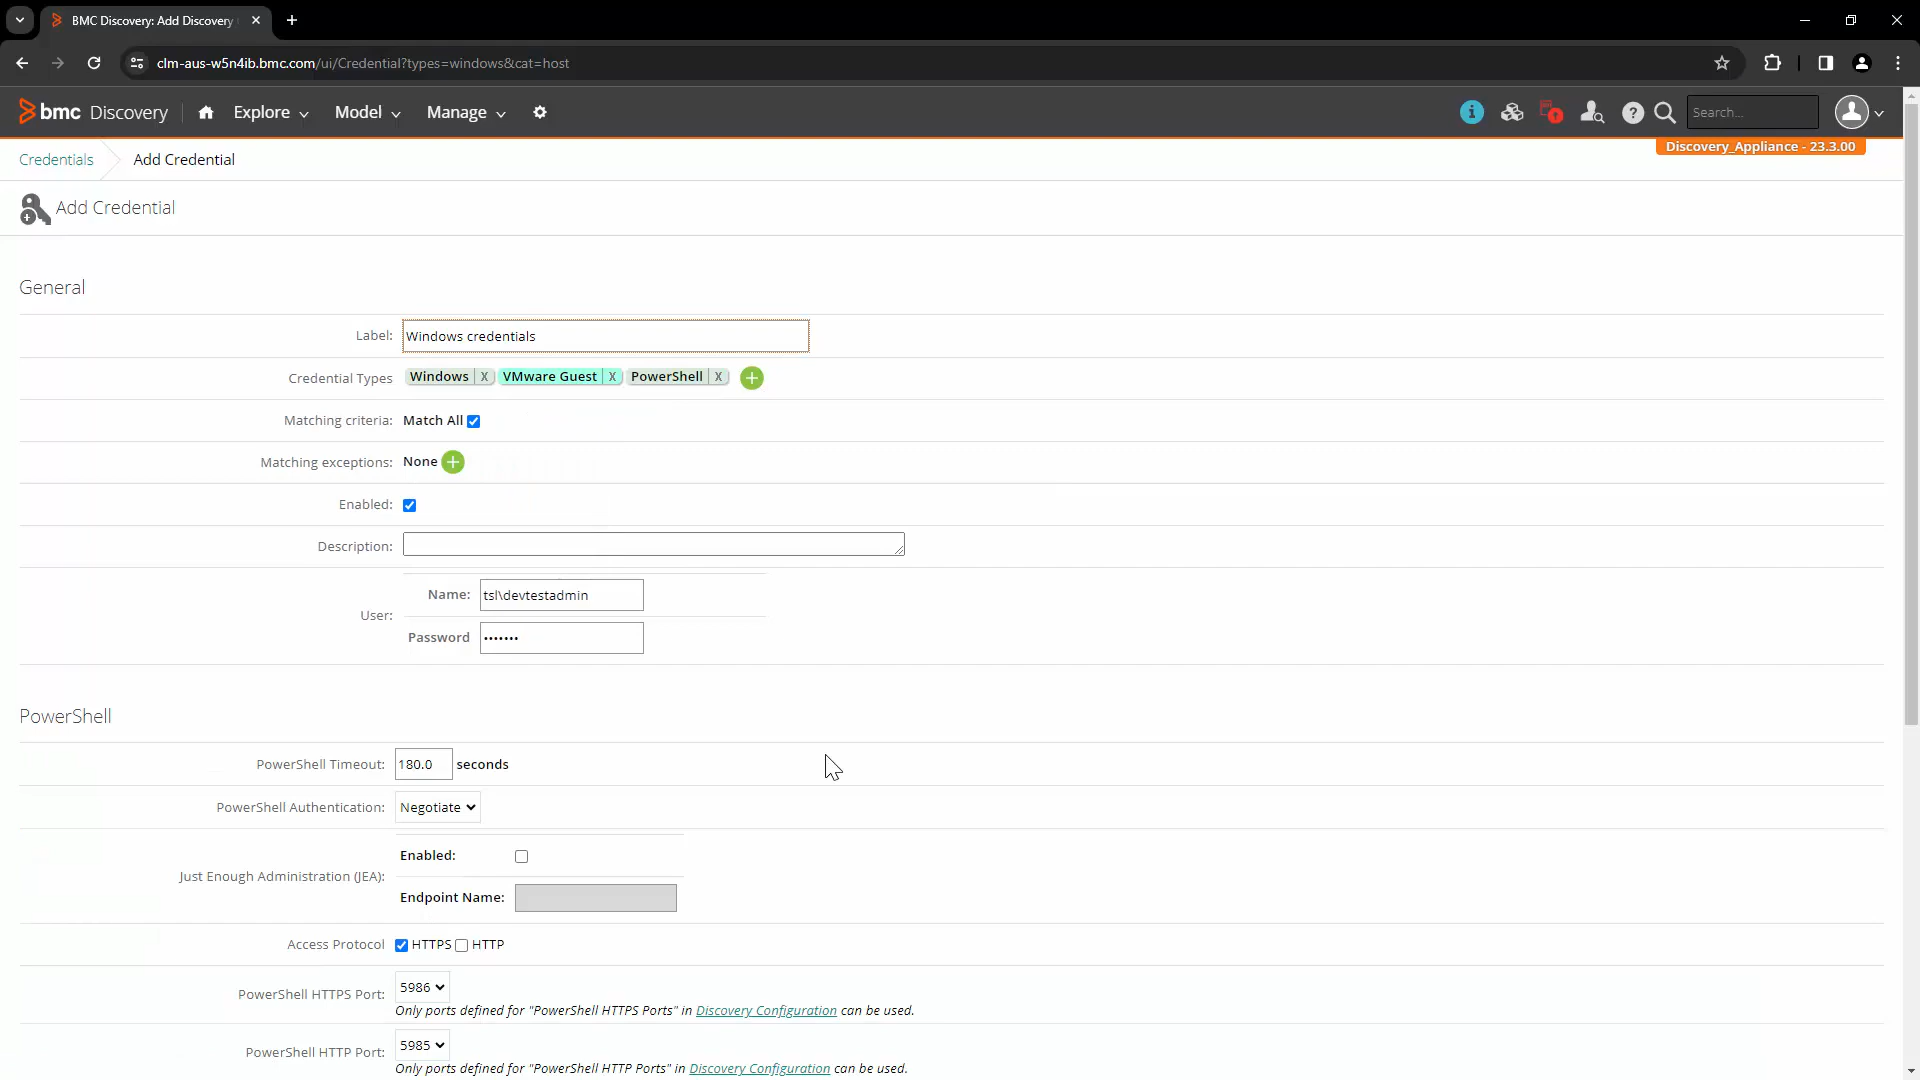 BMC Discovery: Add Discovery
clm-aus-w5n4ib.bmc.com/ui/Credential?types=windows&cat=host
bmc Discovery Explore Model Manage Search...
Credentials Add Credential Discovery_Appliance - 23.3.00
Add Credential
General
Label: Windows credentials
Credential Types Windows X VMware Guest X PowerShell X
Matching criteria: Match All
Matching exceptions: None
Enabled:
Description:
User:
Name: tsl\devtestadmin
Password •••••••
PowerShell
PowerShell Timeout: 180.0 seconds
PowerShell Authentication: Negotiate
Just Enough Administration (JEA):
Enabled:
Endpoint Name:
Access Protocol HTTPS HTTP
PowerShell HTTPS Port: 5986
Only ports defined for "PowerShell HTTPS Ports" in Discovery Configuration can be used.
PowerShell HTTP Port: 5985
Only ports defined for "PowerShell HTTP Ports" in Discovery Configuration can be used.